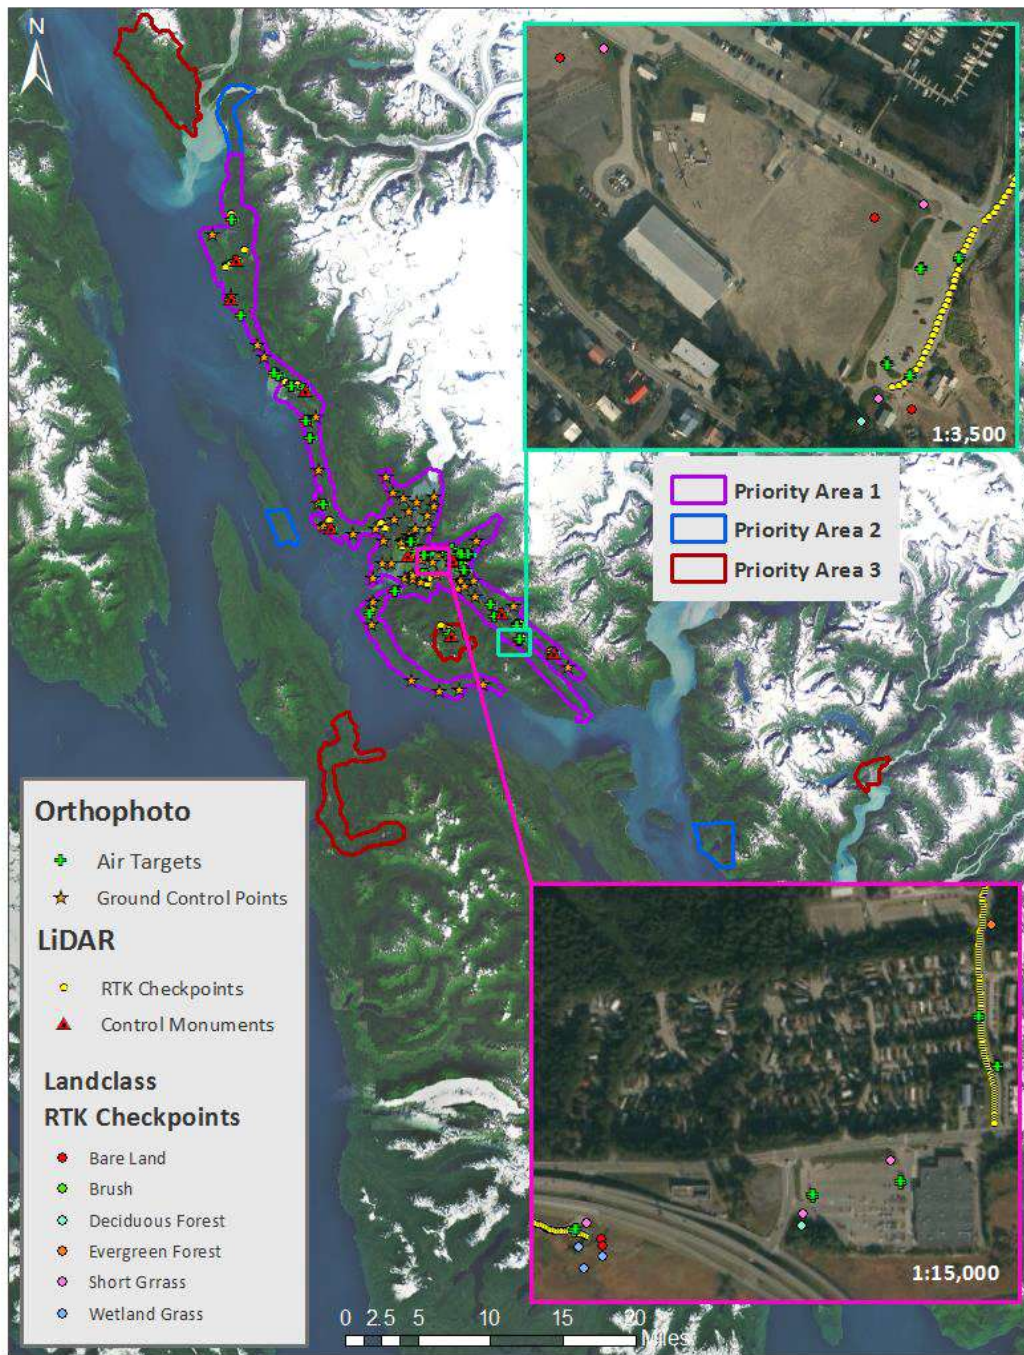 N
1:3,500
Priority Area 1
Priority Area 2
Priority Area 3
Orthophoto
Air Targets
Ground Control Points
LiDAR
RTK Checkpoints
Control Monuments
Landclass
RTK Checkpoints
Bare Land
Brush
Deciduous Forest
Evergreen Forest
Short Grrass
Wetland Grass
1:15,000
0 2.5 5 10 15 20
Miles